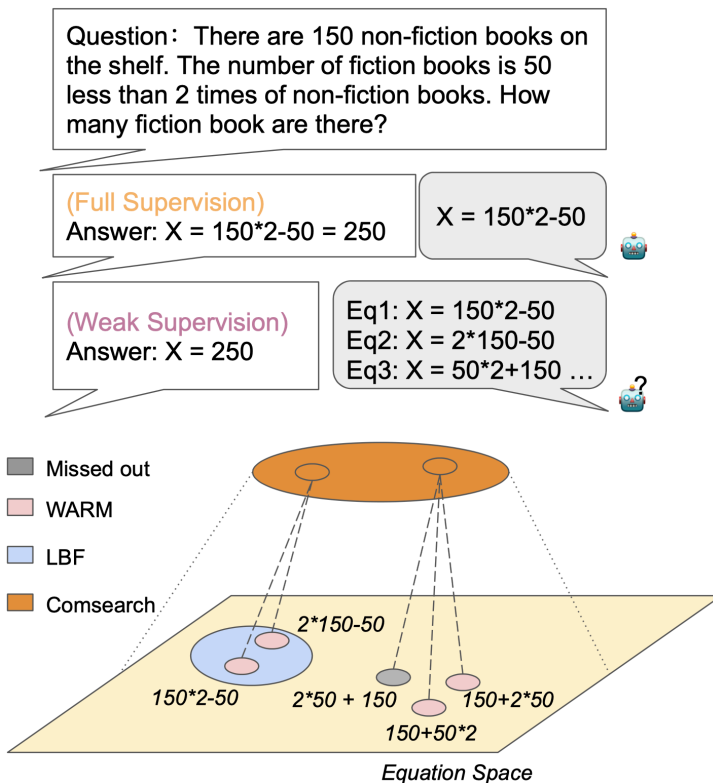 Question： There are 150 non-fiction books on
the shelf. The number of fiction books is 50
less than 2 times of non-fiction books. How
many fiction book are there?
(Full Supervision)
Answer: X = 150*2-50 = 250
X = 150*2-50
(Weak Supervision)
Answer: X = 250
Eq1: X = 150*2-50
Eq2: X = 2*150-50
Eq3: X = 50*2+150 ...
?
Missed out
WARM
LBF
Comsearch
2*150-50
150*2-50
2*50 + 150
150+2*50
150+50*2
Equation Space